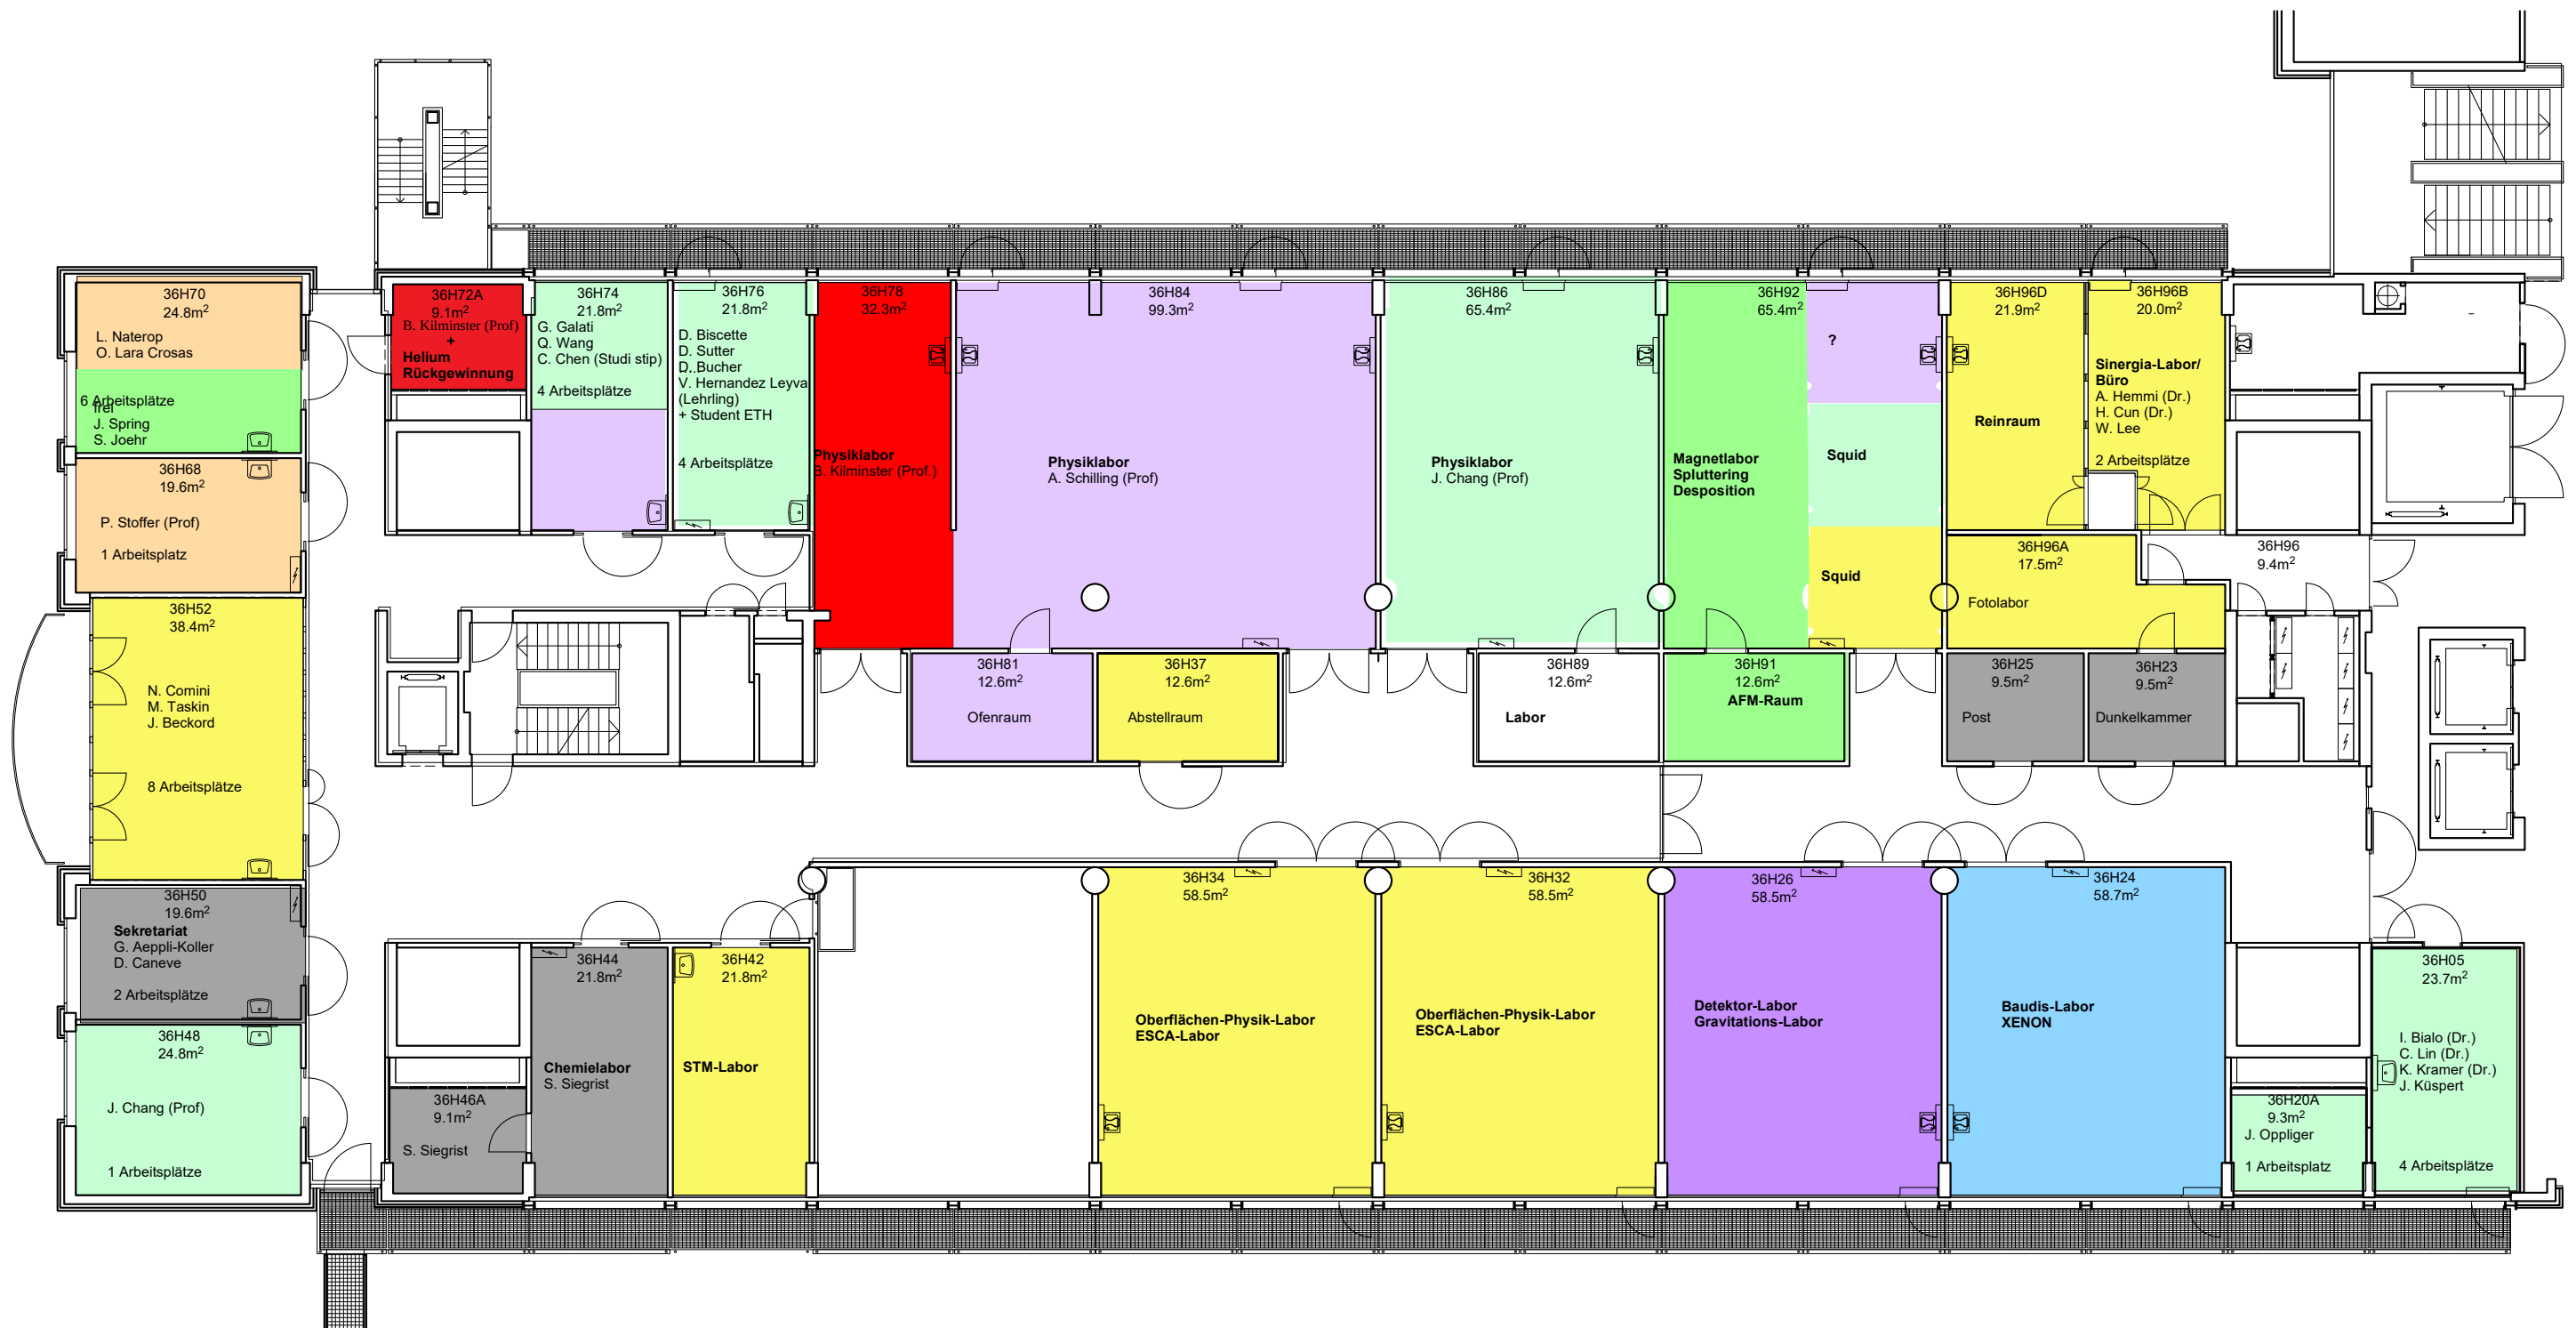 36H70
24.8m²
L. Naterop
O. Lara Crosas
6 Arbeitsplätze
frei
J. Spring
S. Joehr
36H68
19.6m²
P. Stoffer (Prof)
1 Arbeitsplatz
36H52
38.4m²
N. Comini
M. Taskin
J. Beckord
8 Arbeitsplätze
36H50
19.6m²
Sekretariat
G. Aeppli-Koller
D. Caneve
2 Arbeitsplätze
36H48
24.8m²
J. Chang (Prof)
1 Arbeitsplätze
36H72A
9.1m²
B. Kilminster (Prof)
+
Helium
Rückgewinnung
36H74
21.8m²
G. Galati
Q. Wang
C. Chen (Studi stip)
4 Arbeitsplätze
36H76
21.8m²
D. Biscette
D. Sutter
D. Bucher
V. Hernandez Leyva
(Lehrling)
+ Student ETH
4 Arbeitsplätze
36H78
32.3m²
Physiklabor
B. Kilminster (Prof.)
36H84
99.3m²
Physiklabor
A. Schilling (Prof)
36H86
65.4m²
Physiklabor
J. Chang (Prof)
36H92
65.4m²
Magnetlabor
Spluttering
Desposition
?
Squid
Squid
36H96D
21.9m²
Reinraum
36H96B
20.0m²
Sinergia-Labor/
Büro
A. Hemmi (Dr.)
H. Cun (Dr.)
W. Lee
2 Arbeitsplätze
36H96A
17.5m²
Fotolabor
36H96
9.4m²
36H81
12.6m²
Ofenraum
36H37
12.6m²
Abstellraum
36H89
12.6m²
Labor
36H91
12.6m²
AFM-Raum
36H25
9.5m²
Post
36H23
9.5m²
Dunkelkammer
36H46A
9.1m²
S. Siegrist
36H44
21.8m²
Chemielabor
S. Siegrist
36H42
21.8m²
STM-Labor
36H34
58.5m²
Oberflächen-Physik-Labor
ESCA-Labor
36H32
58.5m²
Oberflächen-Physik-Labor
ESCA-Labor
36H26
58.5m²
Detektor-Labor
Gravitations-Labor
36H24
58.7m²
Baudis-Labor
XENON
36H20A
9.3m²
J. Oppliger
1 Arbeitsplatz
36H05
23.7m²
I. Bialo (Dr.)
C. Lin (Dr.)
K. Kramer (Dr.)
J. Küspert
4 Arbeitsplätze